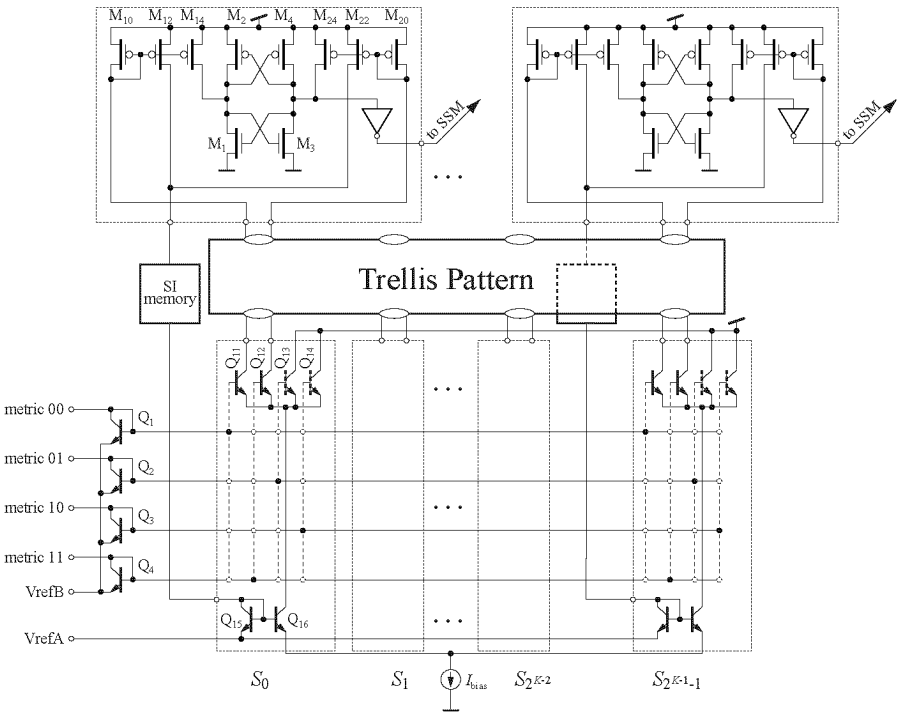 M10 M12 M14 M2 M4 M24 M22 M20
M1 M3
to SSM
to SSM
. . .
Trellis Pattern
SI
memory
Q11 Q12 Q13 Q14
. . .
metric 00
Q1
metric 01
Q2
metric 10
Q3
. . .
metric 11
Q4
VrefB
Q15 Q16
. . .
VrefA
S0 S1 Ibias S2K-2 S2K-1-1